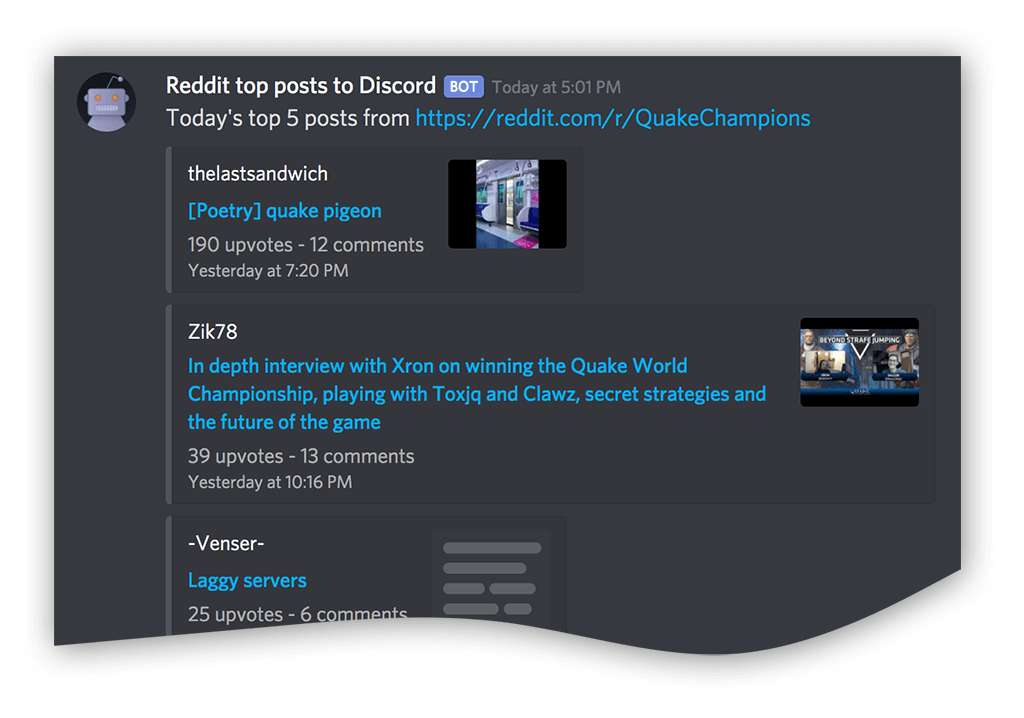 Reddit top posts to Discord BOT Today at 5:01 PM
Today's top 5 posts from https://reddit.com/r/QuakeChampions
thelastsandwich
[Poetry] quake pigeon
190 upvotes - 12 comments
Yesterday at 7:20 PM
Zik78
In depth interview with Xron on winning the Quake World
Championship, playing with Toxjq and Clawz, secret strategies and
the future of the game
39 upvotes - 13 comments
Yesterday at 10:16 PM
BEYOND STRAFE JUMPING
-Venser-
Laggy servers
25 upvotes - 6 comments